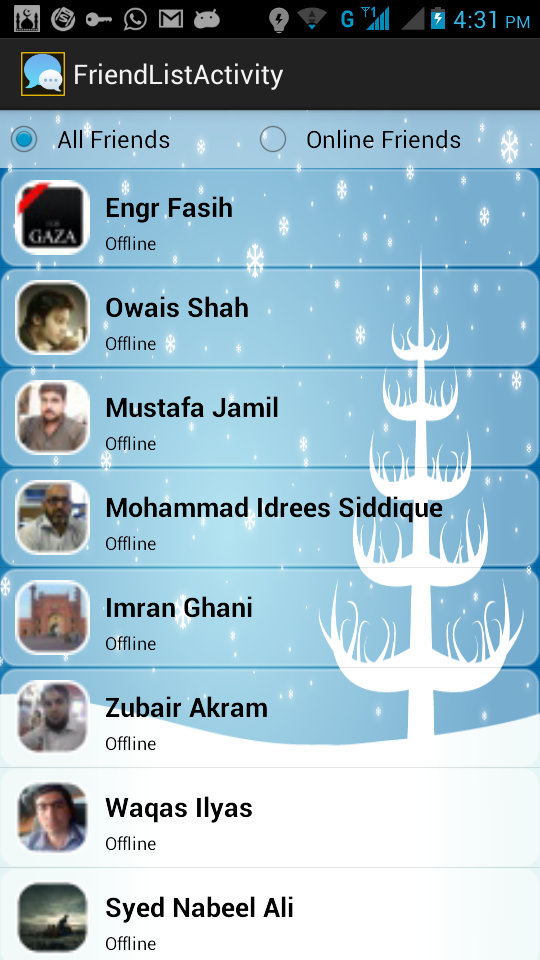 G 1 4:31 PM
FriendListActivity
All Friends
Online Friends
Engr Fasih
Offline
GAZA
Owais Shah
Offline
Mustafa Jamil
Offline
Mohammad Idrees Siddique
Offline
Imran Ghani
Offline
Zubair Akram
Offline
Waqas Ilyas
Offline
Syed Nabeel Ali
Offline